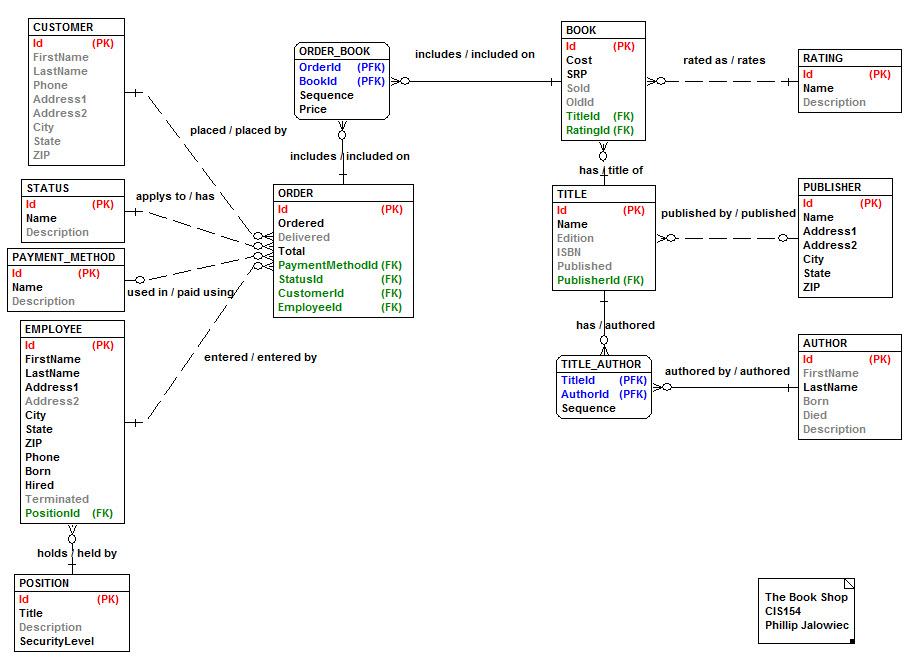 CUSTOMER
Id (PK)
FirstName
LastName
Phone
Address1
Address2
City
State
ZIP
STATUS
Id (PK)
Name
Description
PAYMENT_METHOD
Id (PK)
Name
Description
EMPLOYEE
Id (PK)
FirstName
LastName
Address1
Address2
City
State
ZIP
Phone
Born
Hired
Terminated
PositionId (FK)
holds / held by
POSITION
Id (PK)
Title
Description
SecurityLevel
placed / placed by
applys to / has
used in / paid using
entered / entered by
ORDER_BOOK
OrderId (PFK)
BookId (PFK)
Sequence
Price
includes / included on
ORDER
Id (PK)
Ordered
Delivered
Total
PaymentMethodId (FK)
StatusId (FK)
CustomerId (FK)
EmployeeId (FK)
includes / included on
BOOK
Id (PK)
Cost
SRP
Sold
OldId
TitleId (FK)
RatingId (FK)
has / title of
TITLE
Id (PK)
Name
Edition
ISBN
Published
PublisherId (FK)
has / authored
TITLE_AUTHOR
TitleId (PFK)
AuthorId (PFK)
Sequence
rated as / rates
RATING
Id (PK)
Name
Description
published by / published
PUBLISHER
Id (PK)
Name
Address1
Address2
City
State
ZIP
authored by / authored
AUTHOR
Id (PK)
FirstName
LastName
Born
Died
Description
The Book Shop
CIS154
Phillip Jalowiec